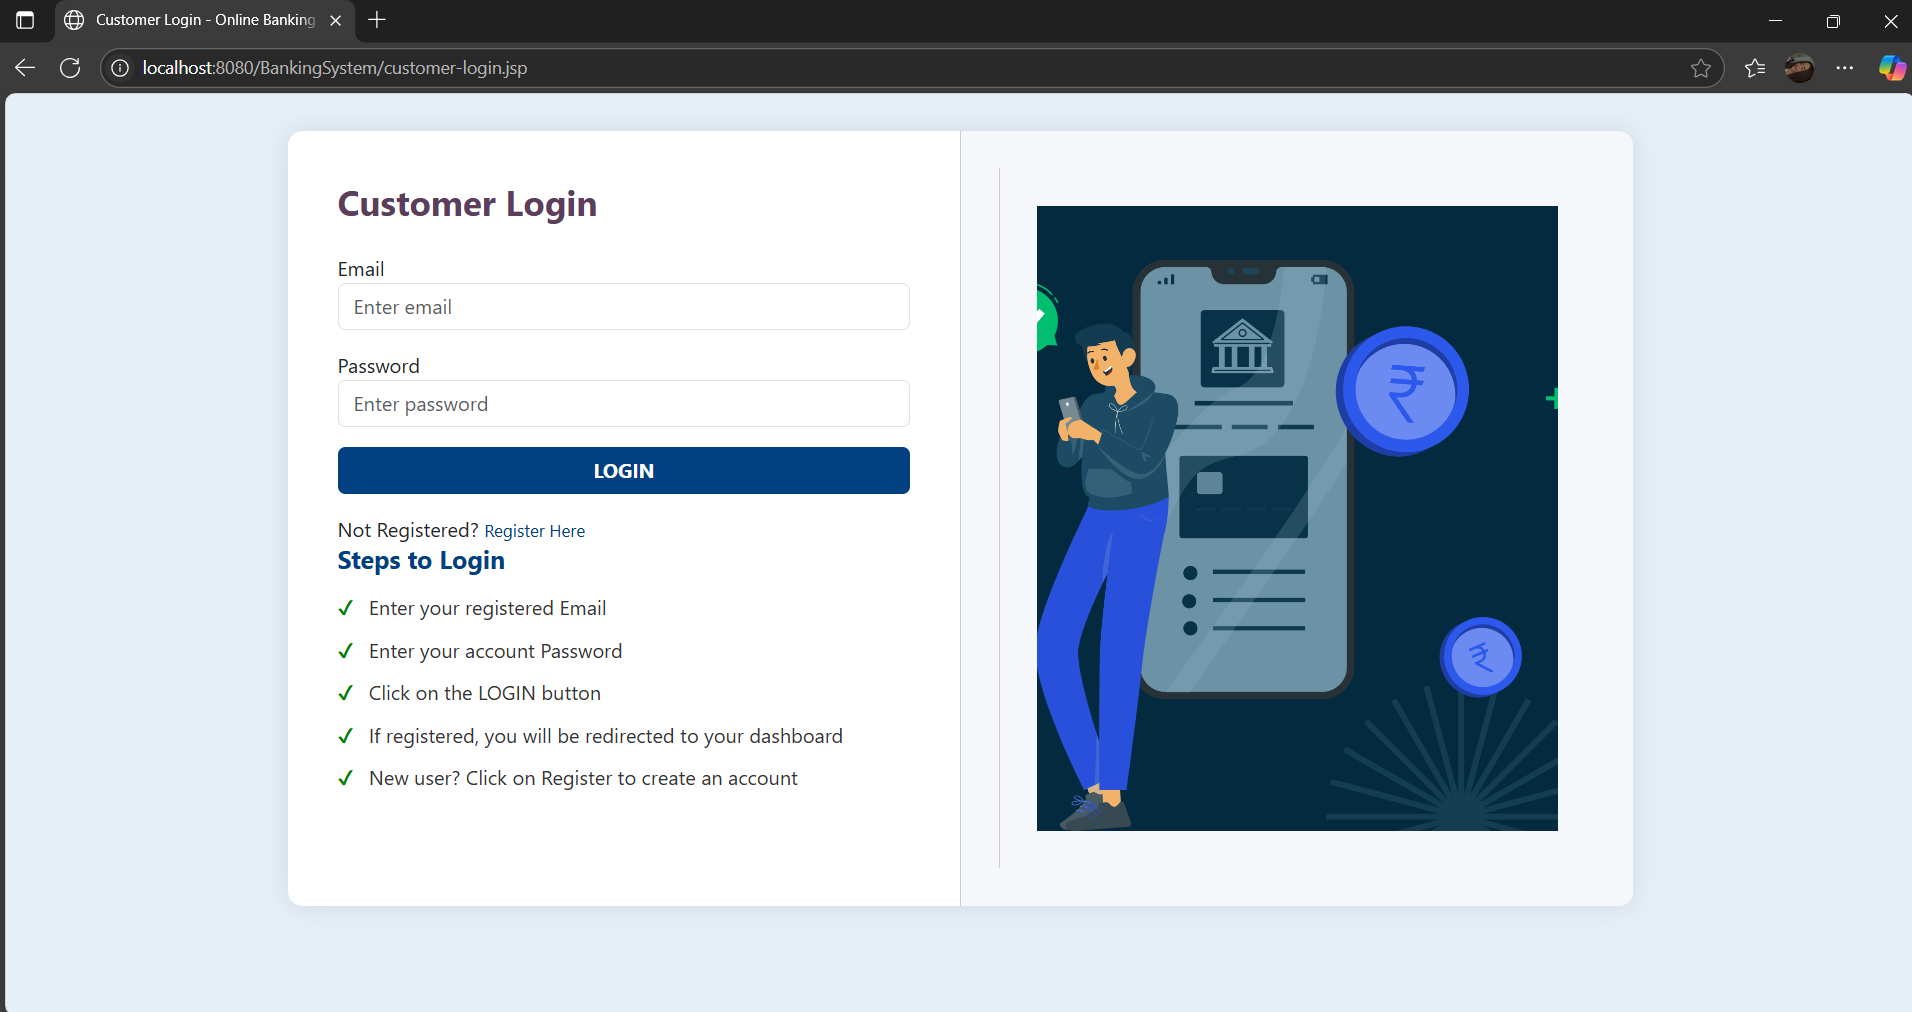 Customer Login - Online Banking
localhost:8080/BankingSystem/customer-login.jsp
Customer Login
Email
Enter email
Password
Enter password
LOGIN
Not Registered? Register Here
Steps to Login
✓ Enter your registered Email
✓ Enter your account Password
✓ Click on the LOGIN button
✓ If registered, you will be redirected to your dashboard
✓ New user? Click on Register to create an account
₹
₹